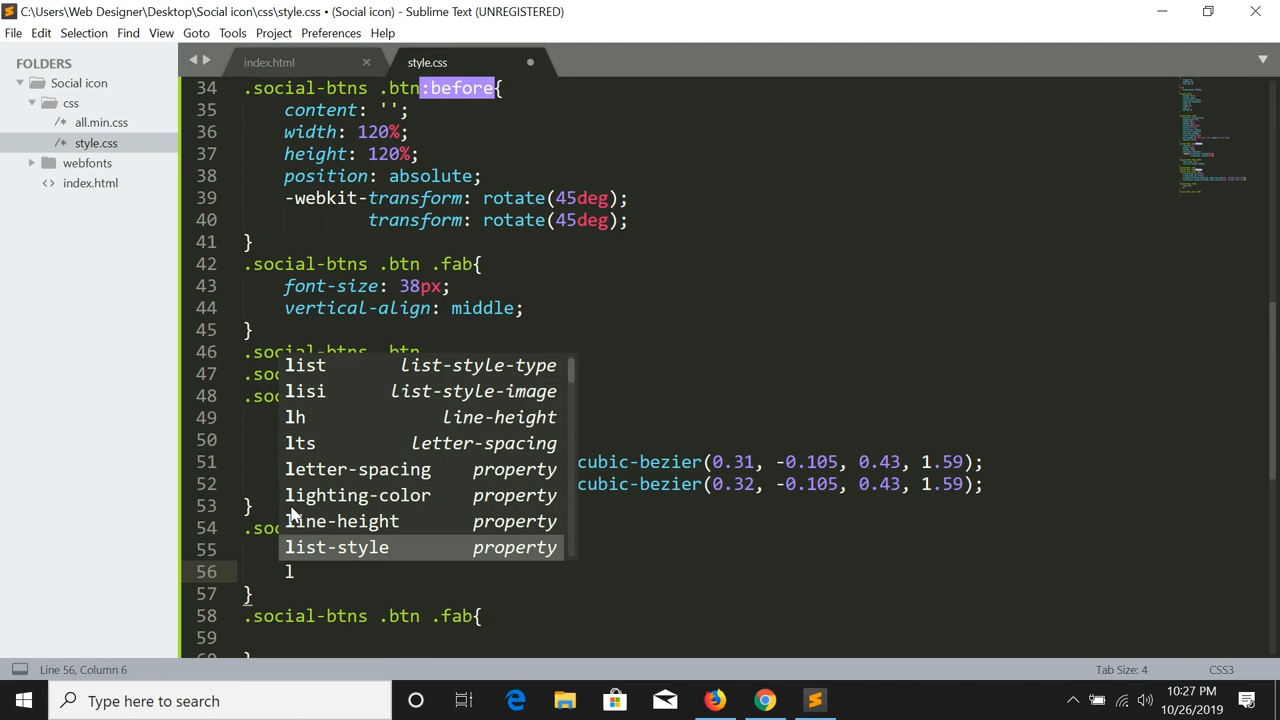 C:\Users\Web Designer\Desktop\Social icon\css\style.css • (Social icon) - Sublime Text (UNREGISTERED)
File Edit Selection Find View Goto Tools Project Preferences Help
FOLDERS
Social icon
css
/* all.min.css
/* style.css
webfonts
<> index.html
index.html
style.css
34 .social-btns .btn:before{
35 content: '';
36 width: 120%;
37 height: 120%;
38 position: absolute;
39 -webkit-transform: rotate(45deg);
40 transform: rotate(45deg);
41 }
42 .social-btns .btn .fab{
43 font-size: 38px;
44 vertical-align: middle;
45 }
46 .social-btns .btn
47 .so
48 .so
49
50
51 cubic-bezier(0.31, -0.105, 0.43, 1.59);
52 cubic-bezier(0.32, -0.105, 0.43, 1.59);
53 }
54 .so
55
56 l
57 }
58 .social-btns .btn .fab{
59
60 }
list list-style-type
lisi list-style-image
lh line-height
lts letter-spacing
letter-spacing property
lighting-color property
line-height property
list-style property
Line 56, Column 6
Tab Size: 4
CSS3
Type here to search
10:27 PM
10/26/2019